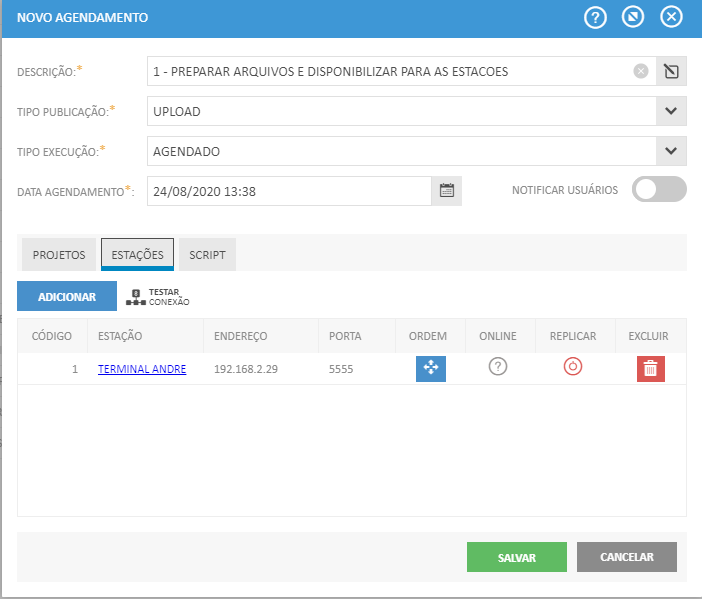 NOVO AGENDAMENTO
DESCRIÇÃO:* 1 - PREPARAR ARQUIVOS E DISPONIBILIZAR PARA AS ESTACOES
TIPO PUBLICAÇÃO:* UPLOAD
TIPO EXECUÇÃO:* AGENDADO
DATA AGENDAMENTO*: 24/08/2020 13:38 NOTIFICAR USUÁRIOS
PROJETOS ESTAÇÕES SCRIPT
ADICIONAR TESTAR CONEXÃO
CÓDIGO ESTAÇÃO ENDEREÇO PORTA ORDEM ONLINE REPLICAR EXCLUIR
1 TERMINAL ANDRE 192.168.2.29 5555
SALVAR CANCELAR